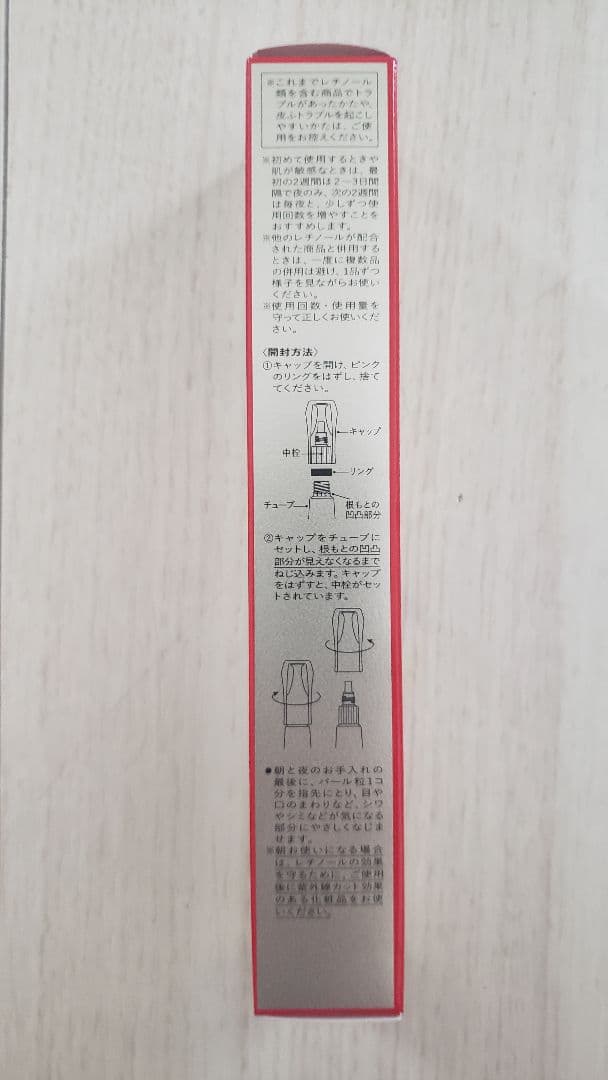 ※これまでレチノール
類を含む商品でトラ
ブルがあったかたや、
皮ふトラブルを起こし
やすいかたは、ご使
用をお控えください。
※初めて使用するときや
肌が敏感なときは、最
初の2週間は2〜3日間
隔で夜のみ、次の2週間
は毎夜と、少しずつ使
用回数を増やすことを
おすすめします。
※他のレチノールが配合
された商品と併用する
ときは、一度に複数品
の併用は避け、1品ずつ
様子を見ながらお使い
ください。
※使用回数・使用量を
守って正しくお使いくだ
さい。
〈開封方法〉
①キャップを開け、ピンク
のリングをはずし、捨て
てください。
キャップ
中栓
リング
チューブ
根もとの
凹凸部分
②キャップをチューブに
セットし、根もとの凹凸
部分が見えなくなるまで
ねじ込みます。キャップ
をはずすと、中栓がセッ
トされています。
●朝と夜のお手入れの
最後に、パール粒1コ
分を指先にとり、目や
口のまわりなど、シワ
やシミなどが気になる
部分にやさしくなじま
せます。
※朝お使いになる場合
は、レチノールの効果
を守るために、ご使用
後に紫外線カット効果
のある化粧品をお使
いください。